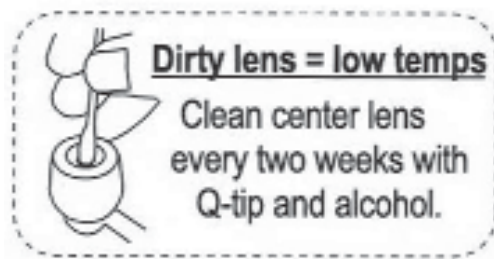 Dirty lens = low temps
Clean center lens
every two weeks with
Q-tip and alcohol.